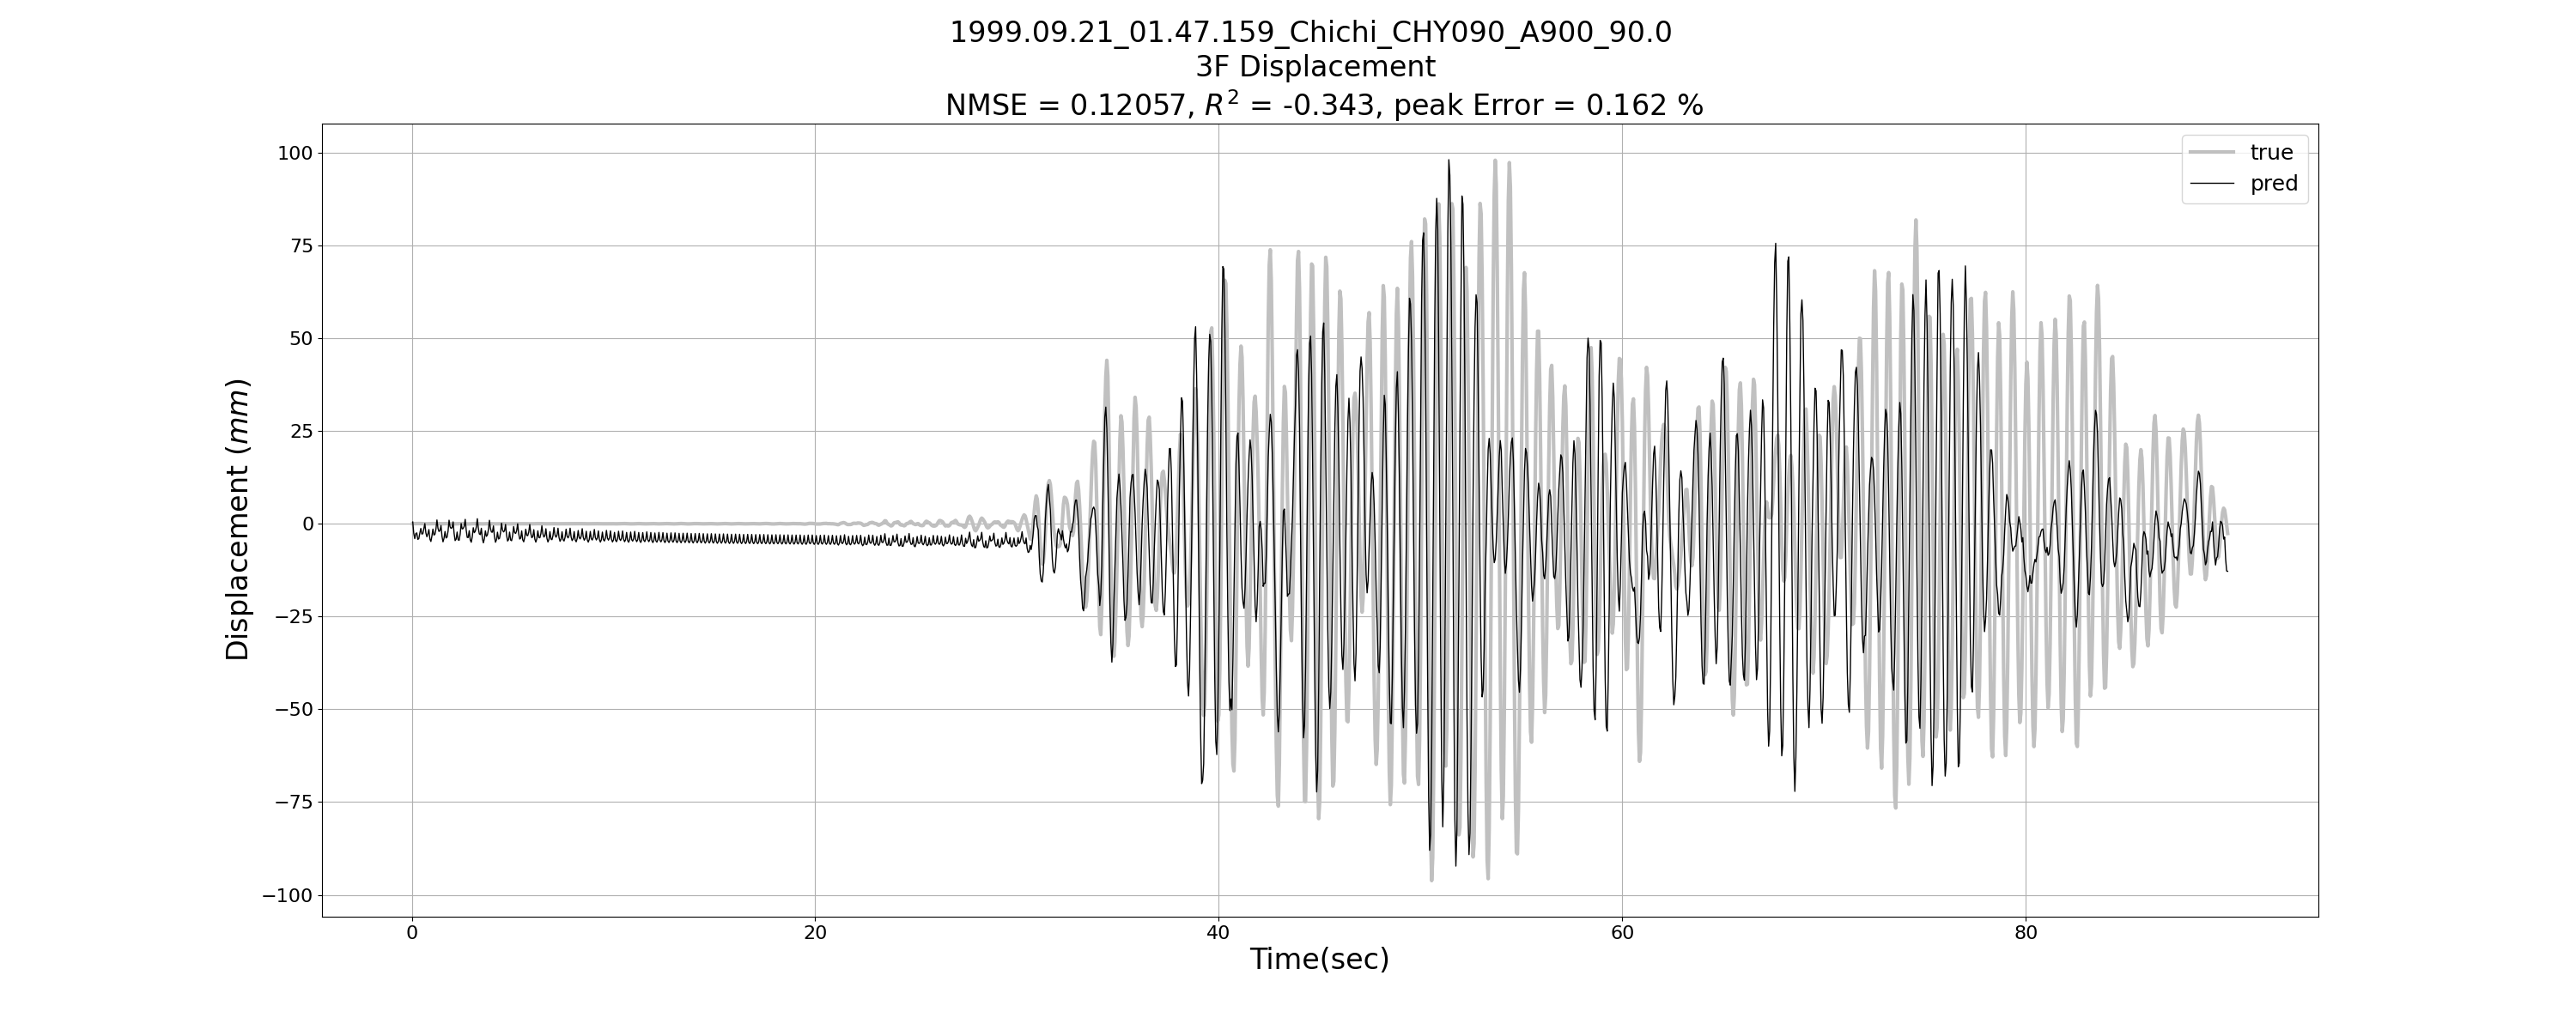 1999.09.21_01.47.159_Chichi_CHY090_A900_90.0
3F Displacement
NMSE = 0.12057, R² = -0.343, peak Error = 0.162 %
true
pred
100
75
50
25
0
−25
−50
−75
−100
Displacement (mm)
0 20 40 60 80
Time(sec)